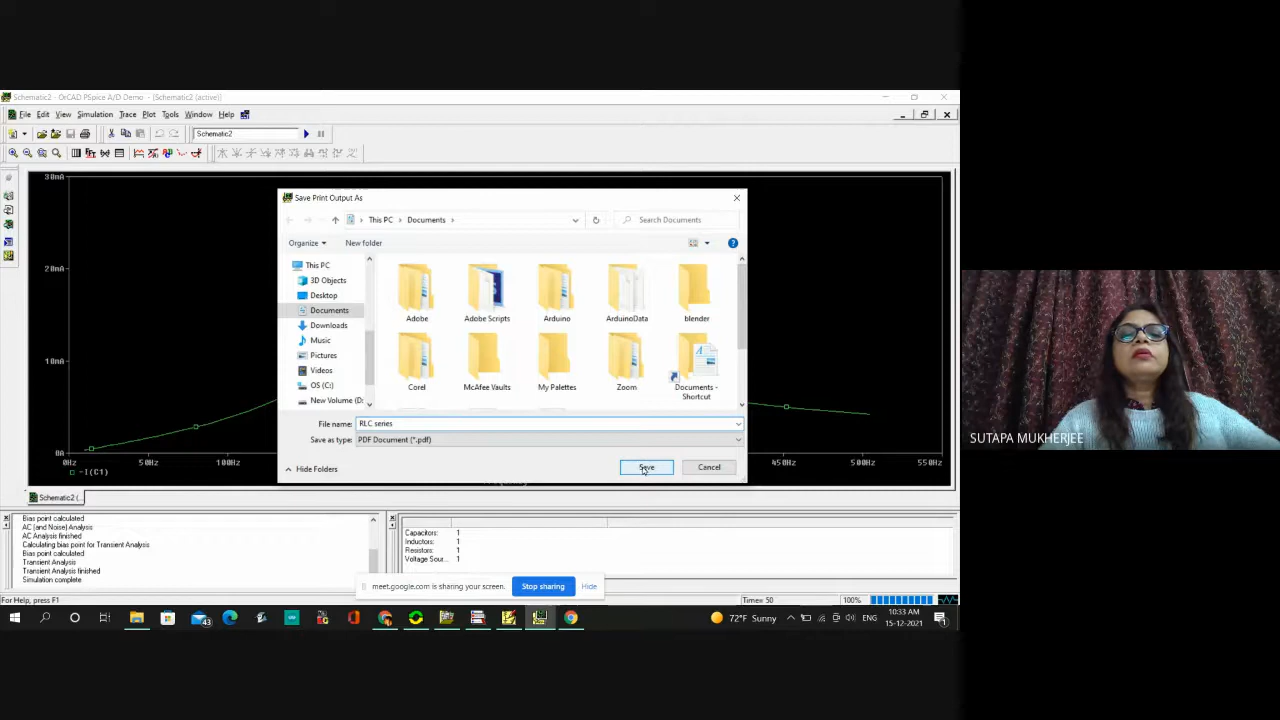 Schematic2 - OrCAD PSpice A/D Demo - [Schematic2 (active)]
File Edit View Simulation Trace Plot Tools Window Help
Schematic2
30mA
20mA
10mA
0A
0Hz 50Hz 100Hz 450Hz 500Hz 550Hz
-I(C1)
Save Print Output As
This PC > Documents >
Search Documents
Organize New folder
This PC
3D Objects
Desktop
Documents
Downloads
Music
Pictures
Videos
OS (C:)
New Volume (D:
Adobe Adobe Scripts Arduino ArduinoData blender
Corel McAfee Vaults My Palettes Zoom Documents -
Shortcut
File name: RLC series
Save as type: PDF Document (*.pdf)
Hide Folders Save Cancel
Schematic2 (...
Bias point calculated
AC (and Noise) Analysis
AC Analysis finished
Calculating bias point for Transient Analysis
Bias point calculated
Transient Analysis
Transient Analysis finished
Simulation complete
Capacitors: 1
Inductors: 1
Resistors: 1
Voltage Sour... 1
meet.google.com is sharing your screen. Stop sharing Hide
For Help, press F1
100%
43
72°F Sunny
ENG
10:33 AM
15-12-2021
SUTAPA MUKHERJEE